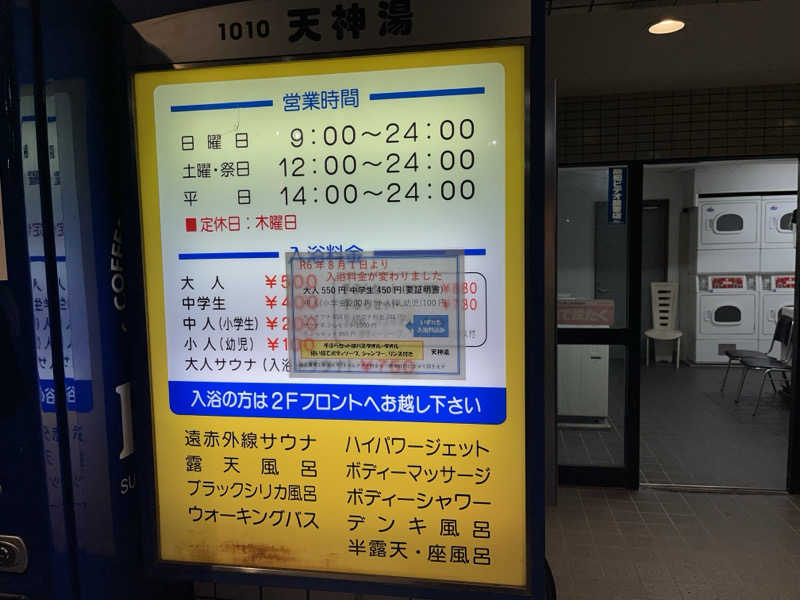 1010 天神湯
営業時間
日曜日 9:00～24:00
土曜・祭日 12:00～24:00
平日 14:00～24:00
■定休日：木曜日
入浴料金
R6年8月1日より
入浴料金が変わりました
大人 550円 中学生 450円(要証明書)
大人 ¥500
中学生 ¥400
中人(小学生) ¥200
小人(幼児) ¥100
大人サウナ(入浴
天神湯
入浴の方は2Fフロントへお越し下さい
遠赤外線サウナ ハイパワージェット
露天風呂 ボディーマッサージ
ブラックシリカ風呂 ボディーシャワー
ウォーキングバス デンキ風呂
半露天・座風呂
COFFEE